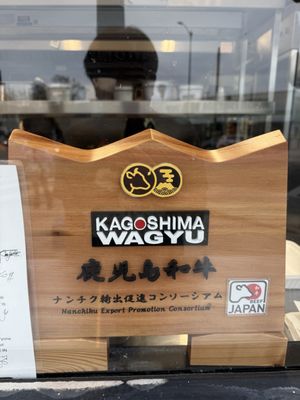 KAGOSHIMA
WAGYU
鹿児島和牛
ナンチク輸出促進コンソーシアム
Nanchiku Export Promotion Consortium
BEEF
JAPAN